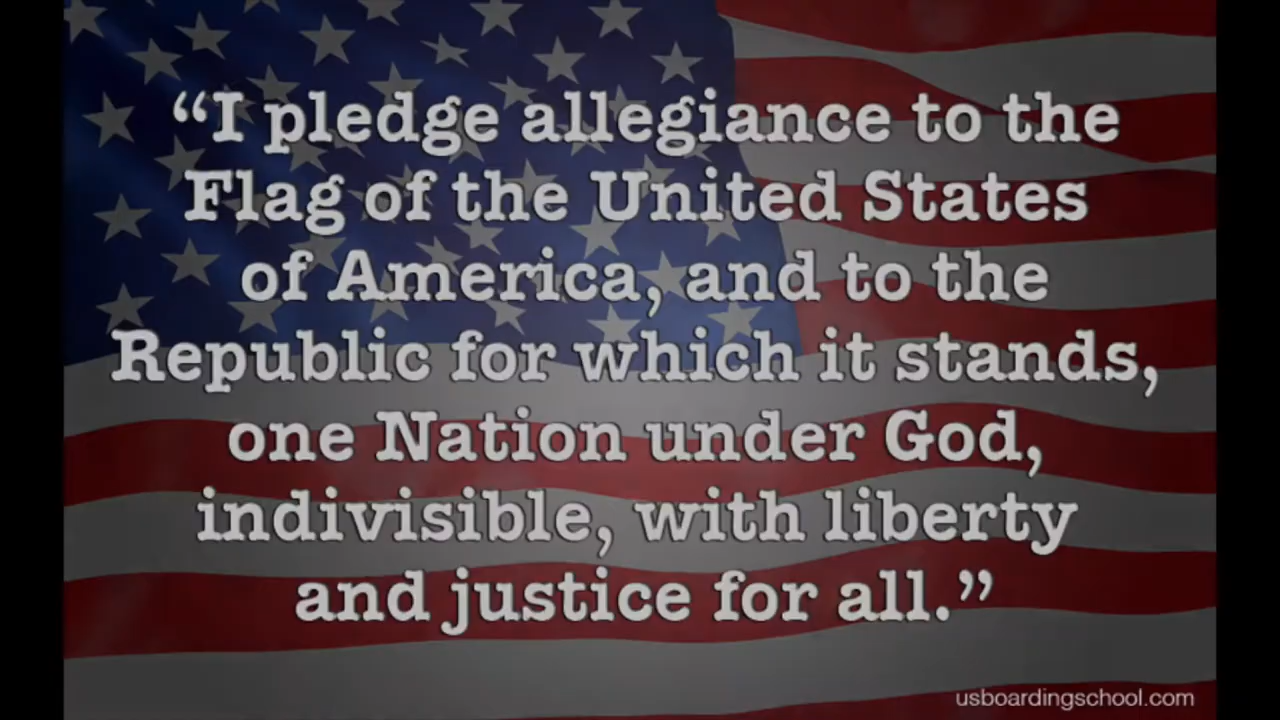 “I pledge allegiance to the
Flag of the United States
of America, and to the
Republic for which it stands,
one Nation under God,
indivisible, with liberty
and justice for all.”
usboardingschool.com